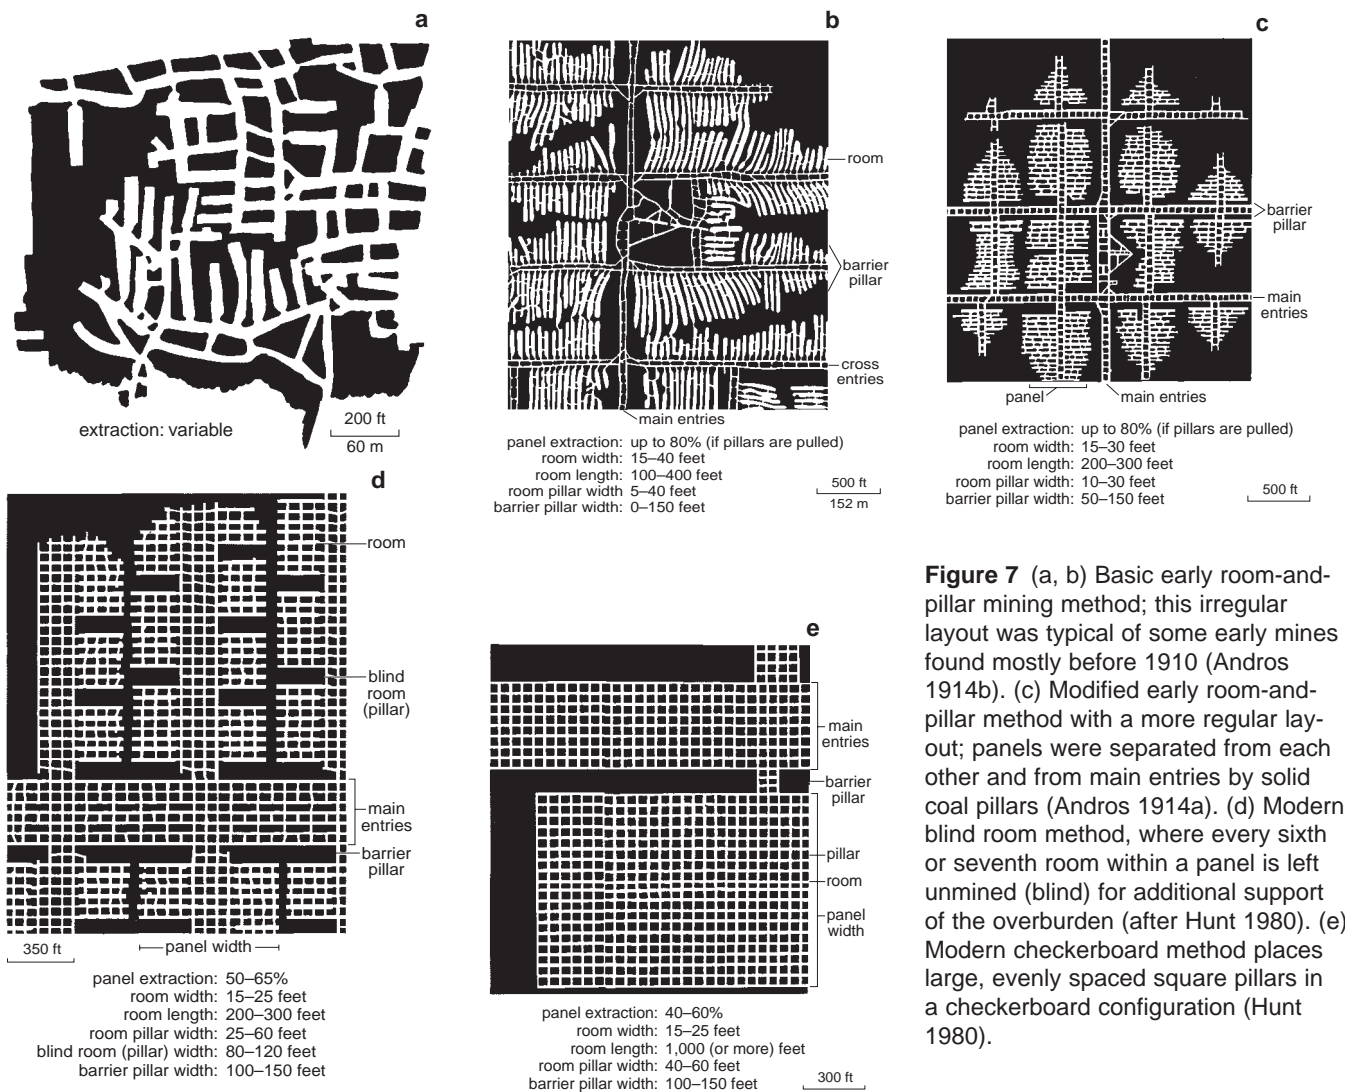 a
extraction: variable
200 ft
60 m
b
room
barrier
pillar
cross
entries
main entries
panel extraction: up to 80% (if pillars are pulled)
room width: 15–40 feet
room length: 100–400 feet
room pillar width 5–40 feet
barrier pillar width: 0–150 feet
500 ft
152 m
c
barrier
pillar
main
entries
panel
main entries
panel extraction: up to 80% (if pillars are pulled)
room width: 15–30 feet
room length: 200–300 feet
room pillar width: 10–30 feet
barrier pillar width: 50–150 feet
500 ft
d
room
blind
room
(pillar)
main
entries
barrier
pillar
350 ft
panel width
panel extraction: 50–65%
room width: 15–25 feet
room length: 200–300 feet
room pillar width: 25–60 feet
blind room (pillar) width: 80–120 feet
barrier pillar width: 100–150 feet
e
main
entries
barrier
pillar
pillar
room
panel
width
panel extraction: 40–60%
room width: 15–25 feet
room length: 1,000 (or more) feet
room pillar width: 40–60 feet
barrier pillar width: 100–150 feet
300 ft
Figure 7 (a, b) Basic early room-and-
pillar mining method; this irregular
layout was typical of some early mines
found mostly before 1910 (Andros
1914b). (c) Modified early room-and-
pillar method with a more regular lay-
out; panels were separated from each
other and from main entries by solid
coal pillars (Andros 1914a). (d) Modern
blind room method, where every sixth
or seventh room within a panel is left
unmined (blind) for additional support
of the overburden (after Hunt 1980). (e)
Modern checkerboard method places
large, evenly spaced square pillars in
a checkerboard configuration (Hunt
1980).